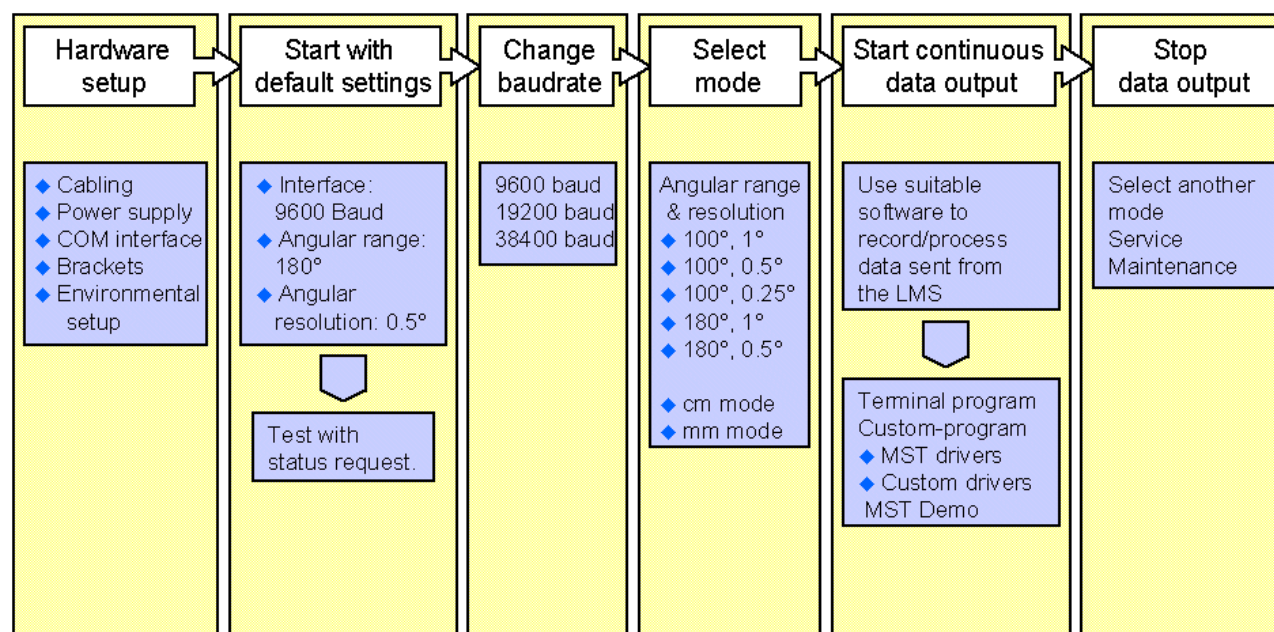 Hardware
setup
Start with
default settings
Change
baudrate
Select
mode
Start continuous
data output
Stop
data output
Cabling
Power supply
COM interface
Brackets
Environmental
setup
Interface:
9600 Baud
Angular range:
180°
Angular
resolution: 0.5°
Test with
status request.
9600 baud
19200 baud
38400 baud
Angular range
& resolution
100°, 1°
100°, 0.5°
100°, 0.25°
180°, 1°
180°, 0.5°
cm mode
mm mode
Use suitable
software to
record/process
data sent from
the LMS
Terminal program
Custom-program
MST drivers
Custom drivers
MST Demo
Select another
mode
Service
Maintenance